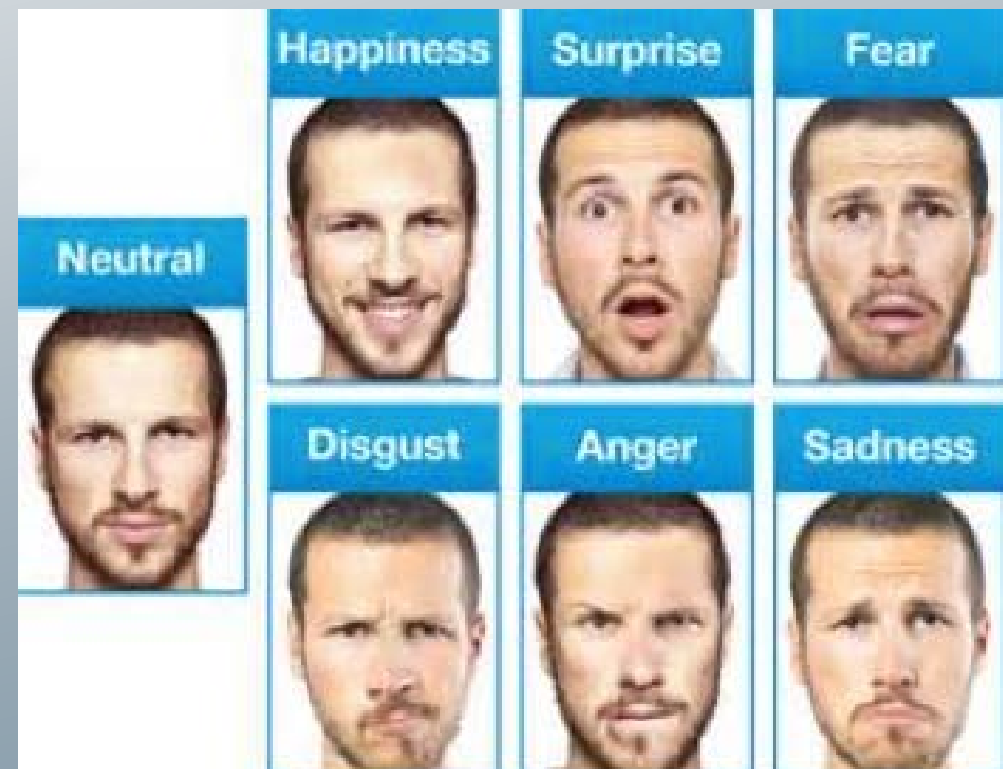 Happiness
Surprise
Fear
Neutral
Disgust
Anger
Sadness